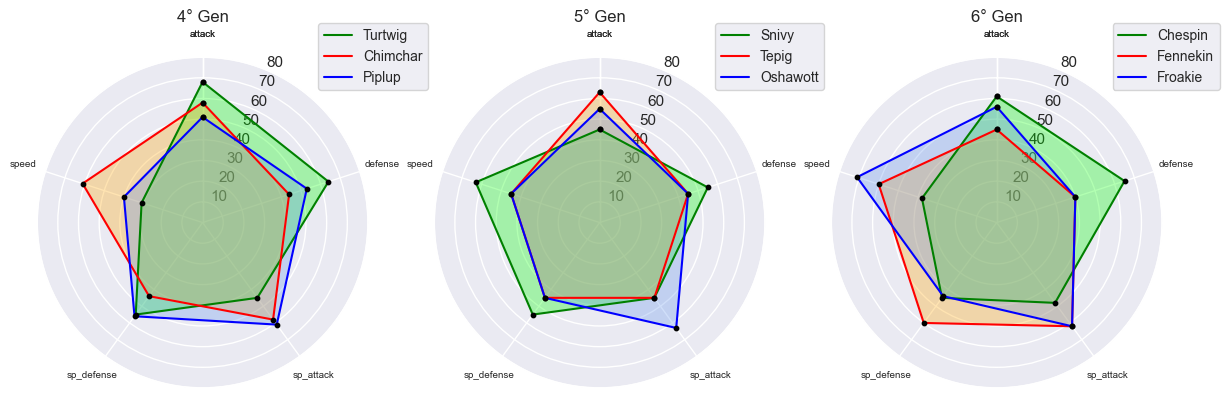 4° Gen
attack
Turtwig
Chimchar
Piplup
80
70
60
50
40
30
20
10
speed
defense
sp_defense
sp_attack
5° Gen
attack
Snivy
Tepig
Oshawott
80
70
60
50
40
30
20
10
speed
defense
sp_defense
sp_attack
6° Gen
attack
Chespin
Fennekin
Froakie
80
70
60
50
40
30
20
10
speed
defense
sp_defense
sp_attack